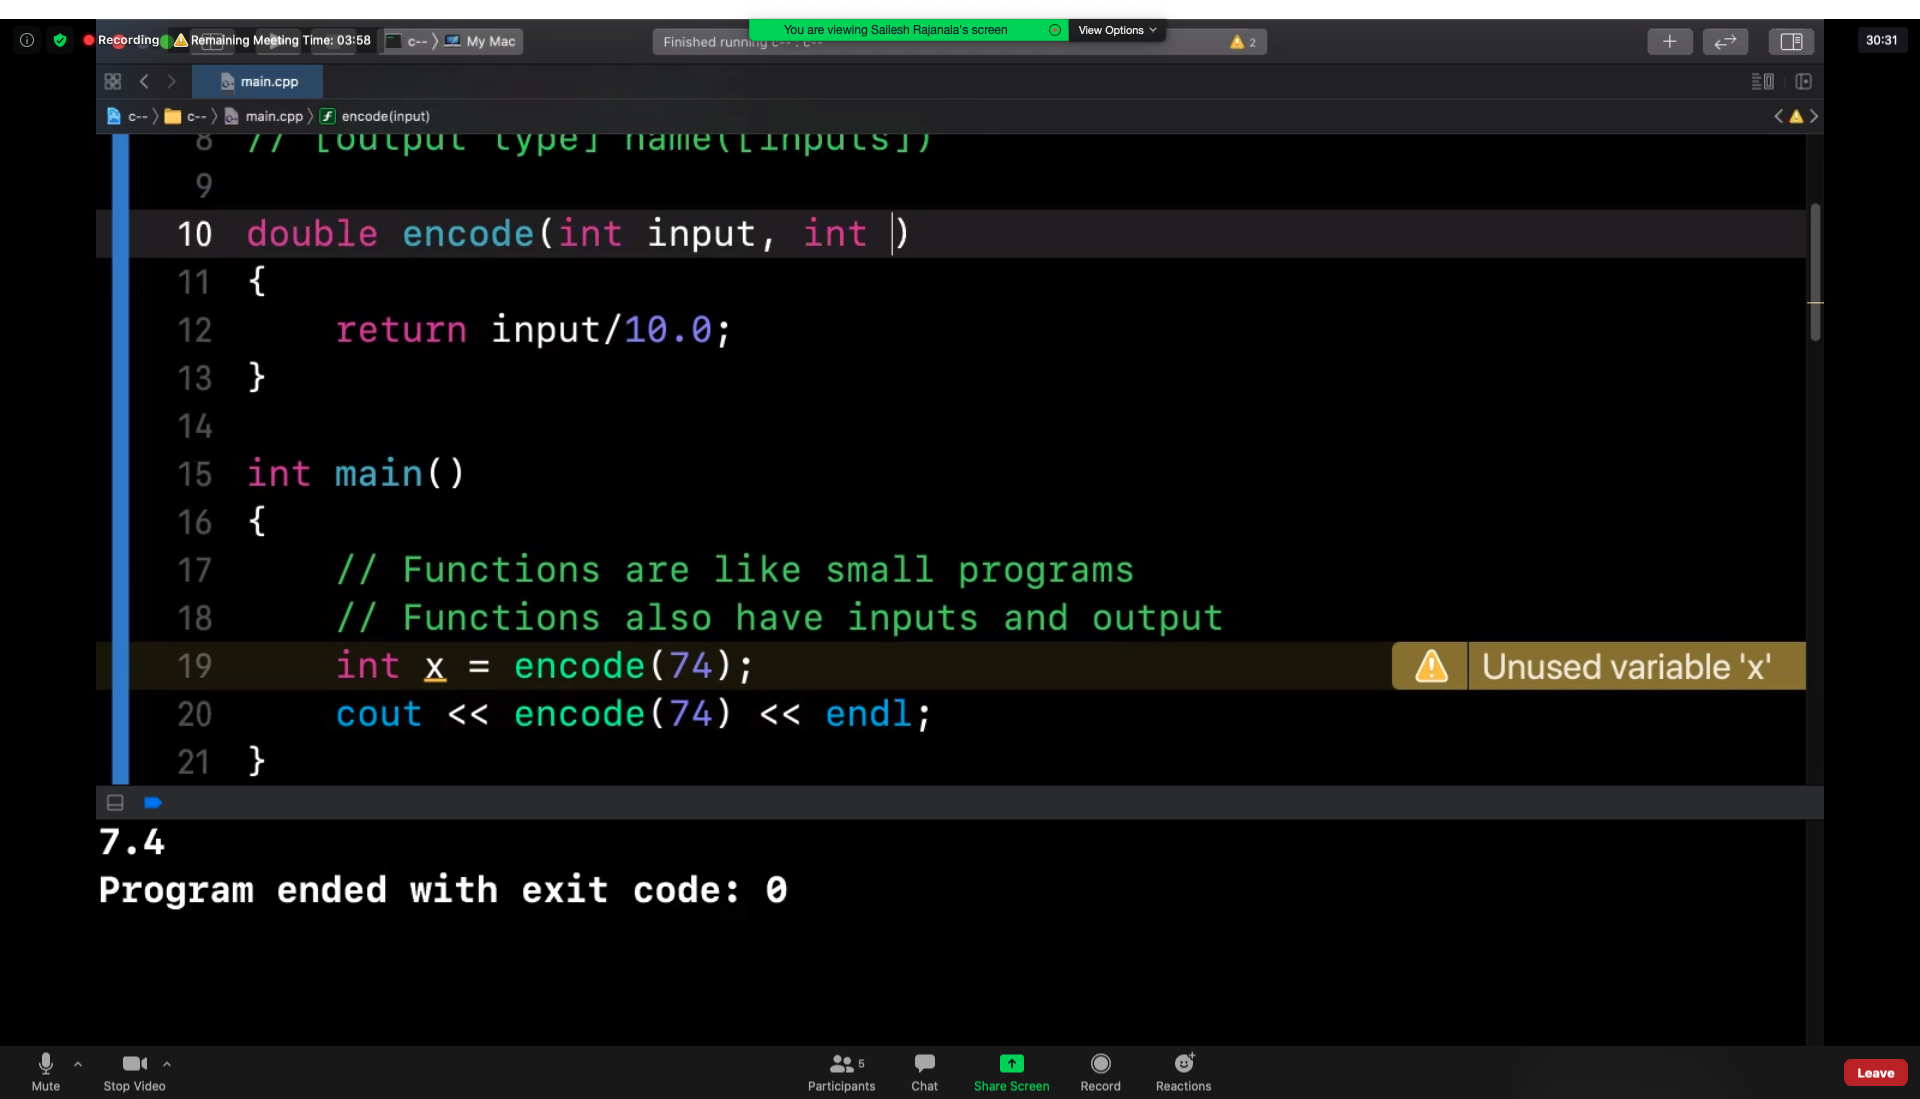 You are viewing Sailesh Rajanala's screen
View Options
Recording
Remaining Meeting Time: 03:58
c-- 〉 My Mac
Finished running c-- : c--
2
30:31
main.cpp
c-- 〉 c-- 〉 main.cpp 〉 f encode(input)
8 // [output type] name([inputs])
9
10 double encode(int input, int )
11 {
12 return input/10.0;
13 }
14
15 int main()
16 {
17 // Functions are like small programs
18 // Functions also have inputs and output
19 int x = encode(74); Unused variable 'x'
20 cout << encode(74) << endl;
21 }
7.4
Program ended with exit code: 0
Mute
Stop Video
Participants 5
Chat
Share Screen
Record
Reactions
Leave